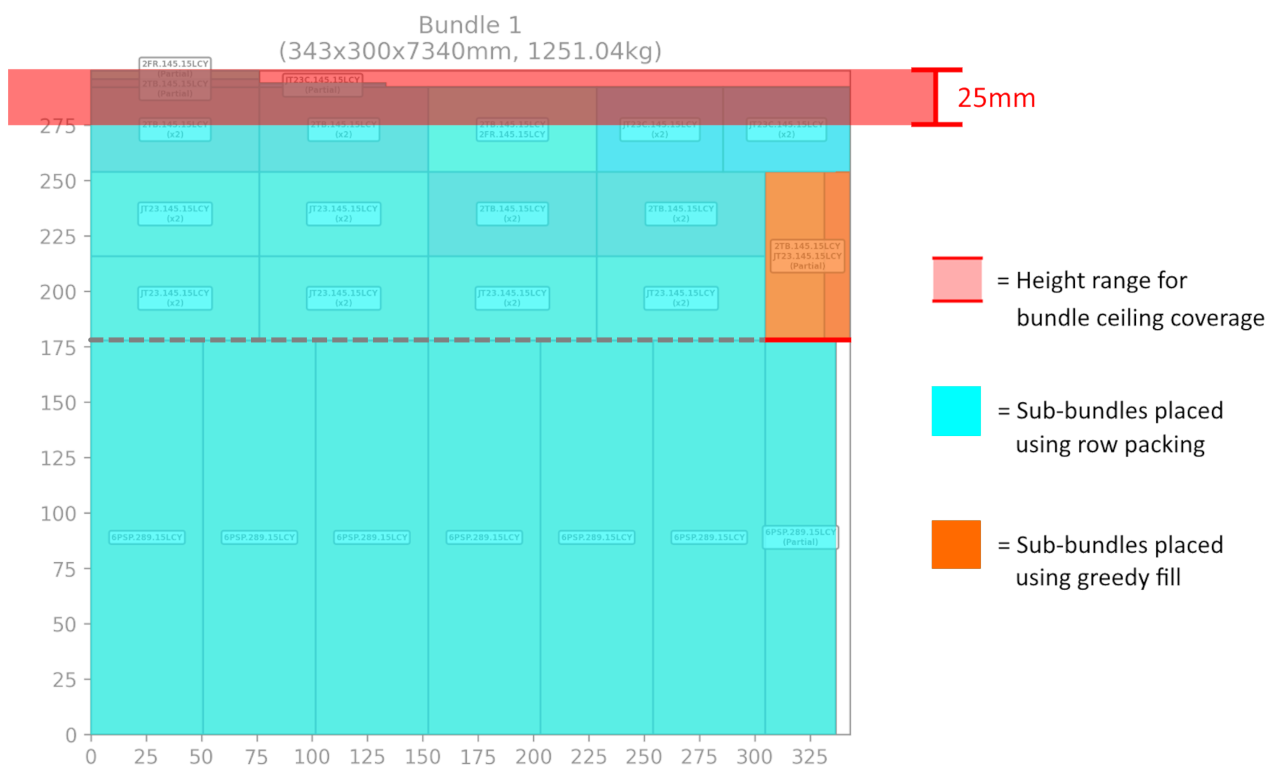 Bundle 1
(343x300x7340mm, 1251.04kg)
2FR.145.15LCY
(Partial)
2TB.145.15LCY
(Partial)
JT23C.145.15LCY
(Partial)
25mm
275
2TB.145.15LCY
(x2)
2TB.145.15LCY
(x2)
2TB.145.15LCY
2FR.145.15LCY
JT23C.145.15LCY
(x2)
JT23C.145.15LCY
(x2)
250
225
JT23.145.15LCY
(x2)
JT23.145.15LCY
(x2)
2TB.145.15LCY
(x2)
2TB.145.15LCY
(x2)
2TB.145.15LCY
JT23.145.15LCY
(Partial)
200
JT23.145.15LCY
(x2)
JT23.145.15LCY
(x2)
JT23.145.15LCY
(x2)
JT23.145.15LCY
(x2)
175
150
125
100
6PSP.289.15LCY
6PSP.289.15LCY
6PSP.289.15LCY
6PSP.289.15LCY
6PSP.289.15LCY
6PSP.289.15LCY
6PSP.289.15LCY
(Partial)
75
50
25
0
0 25 50 75 100 125 150 175 200 225 250 275 300 325
= Height range for
bundle ceiling coverage
= Sub-bundles placed
using row packing
= Sub-bundles placed
using greedy fill